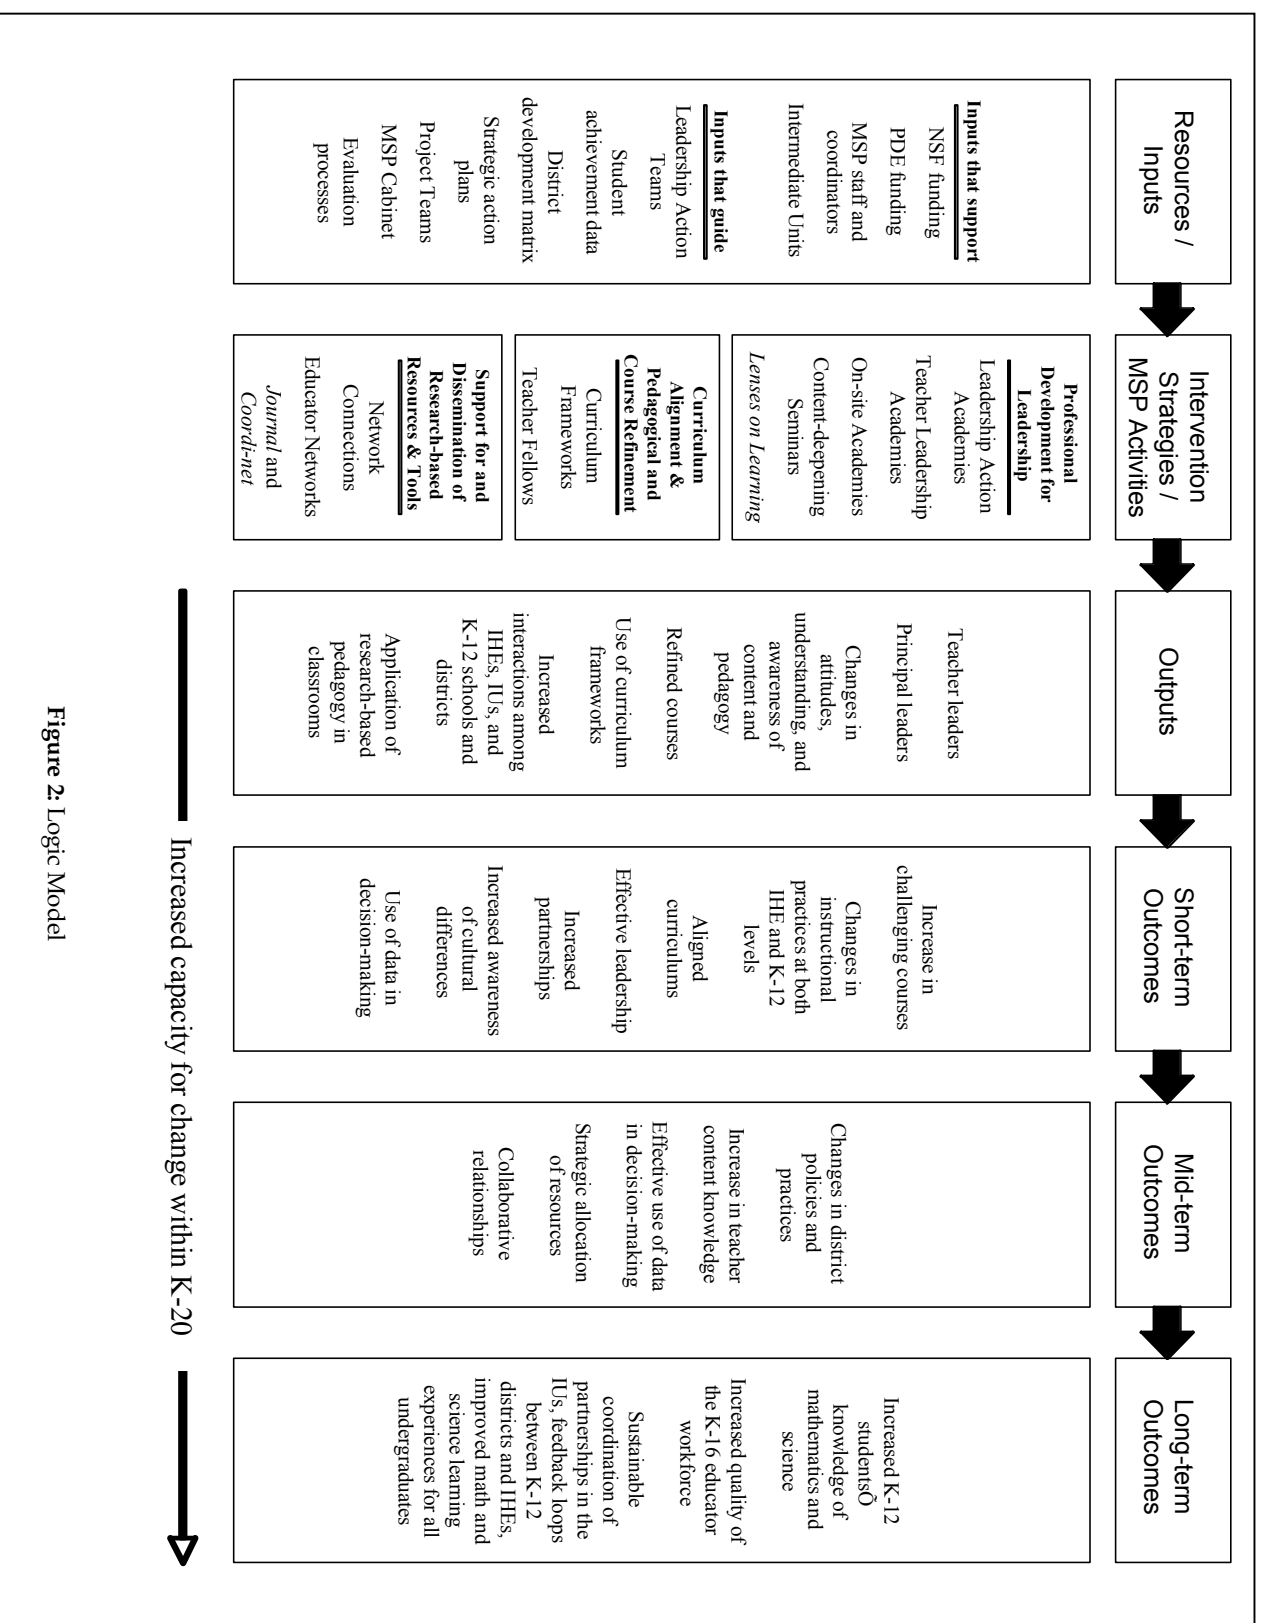 Resources /
Inputs
Inputs that support
NSF funding
PDE funding
MSP staff and
coordinators
Intermediate Units
Inputs that guide
Leadership Action
Teams
Student
achievement data
District
development matrix
Strategic action
plans
Project Teams
MSP Cabinet
Evaluation
processes
Intervention
Strategies /
MSP Activities
Professional
Development for
Leadership
Leadership Action
Academies
Teacher Leadership
Academies
On-site Academies
Content-deepening
Seminars
Lenses on Learning
Curriculum
Alignment &
Pedagogical and
Course Refinement
Curriculum
Frameworks
Teacher Fellows
Support for and
Dissemination of
Research-based
Resources & Tools
Network
Connections
Educator Networks
Journal and
Coordi-net
Outputs
Teacher leaders
Principal leaders
Changes in
attitudes,
understanding, and
awareness of
content and
pedagogy
Refined courses
Use of curriculum
frameworks
Increased
interactions among
IHEs, IUs, and
K-12 schools and
districts
Application of
research-based
pedagogy in
classrooms
Short-term
Outcomes
Increase in
challenging courses
Changes in
instructional
practices at both
IHE and K-12
levels
Aligned
curriculums
Effective leadership
Increased
partnerships
Increased awareness
of cultural
differences
Use of data in
decision-making
Mid-term
Outcomes
Changes in district
policies and
practices
Increase in teacher
content knowledge
Effective use of data
in decision-making
Strategic allocation
of resources
Collaborative
relationships
Long-term
Outcomes
Increased K-12
studentsÕ
knowledge of
mathematics and
science
Increased quality of
the K-16 educator
workforce
Sustainable
coordination of
partnerships in the
IUs, feedback loops
between K-12
districts and IHEs,
improved math and
science learning
experiences for all
undergraduates
Increased capacity for change within K-20
Figure 2: Logic Model